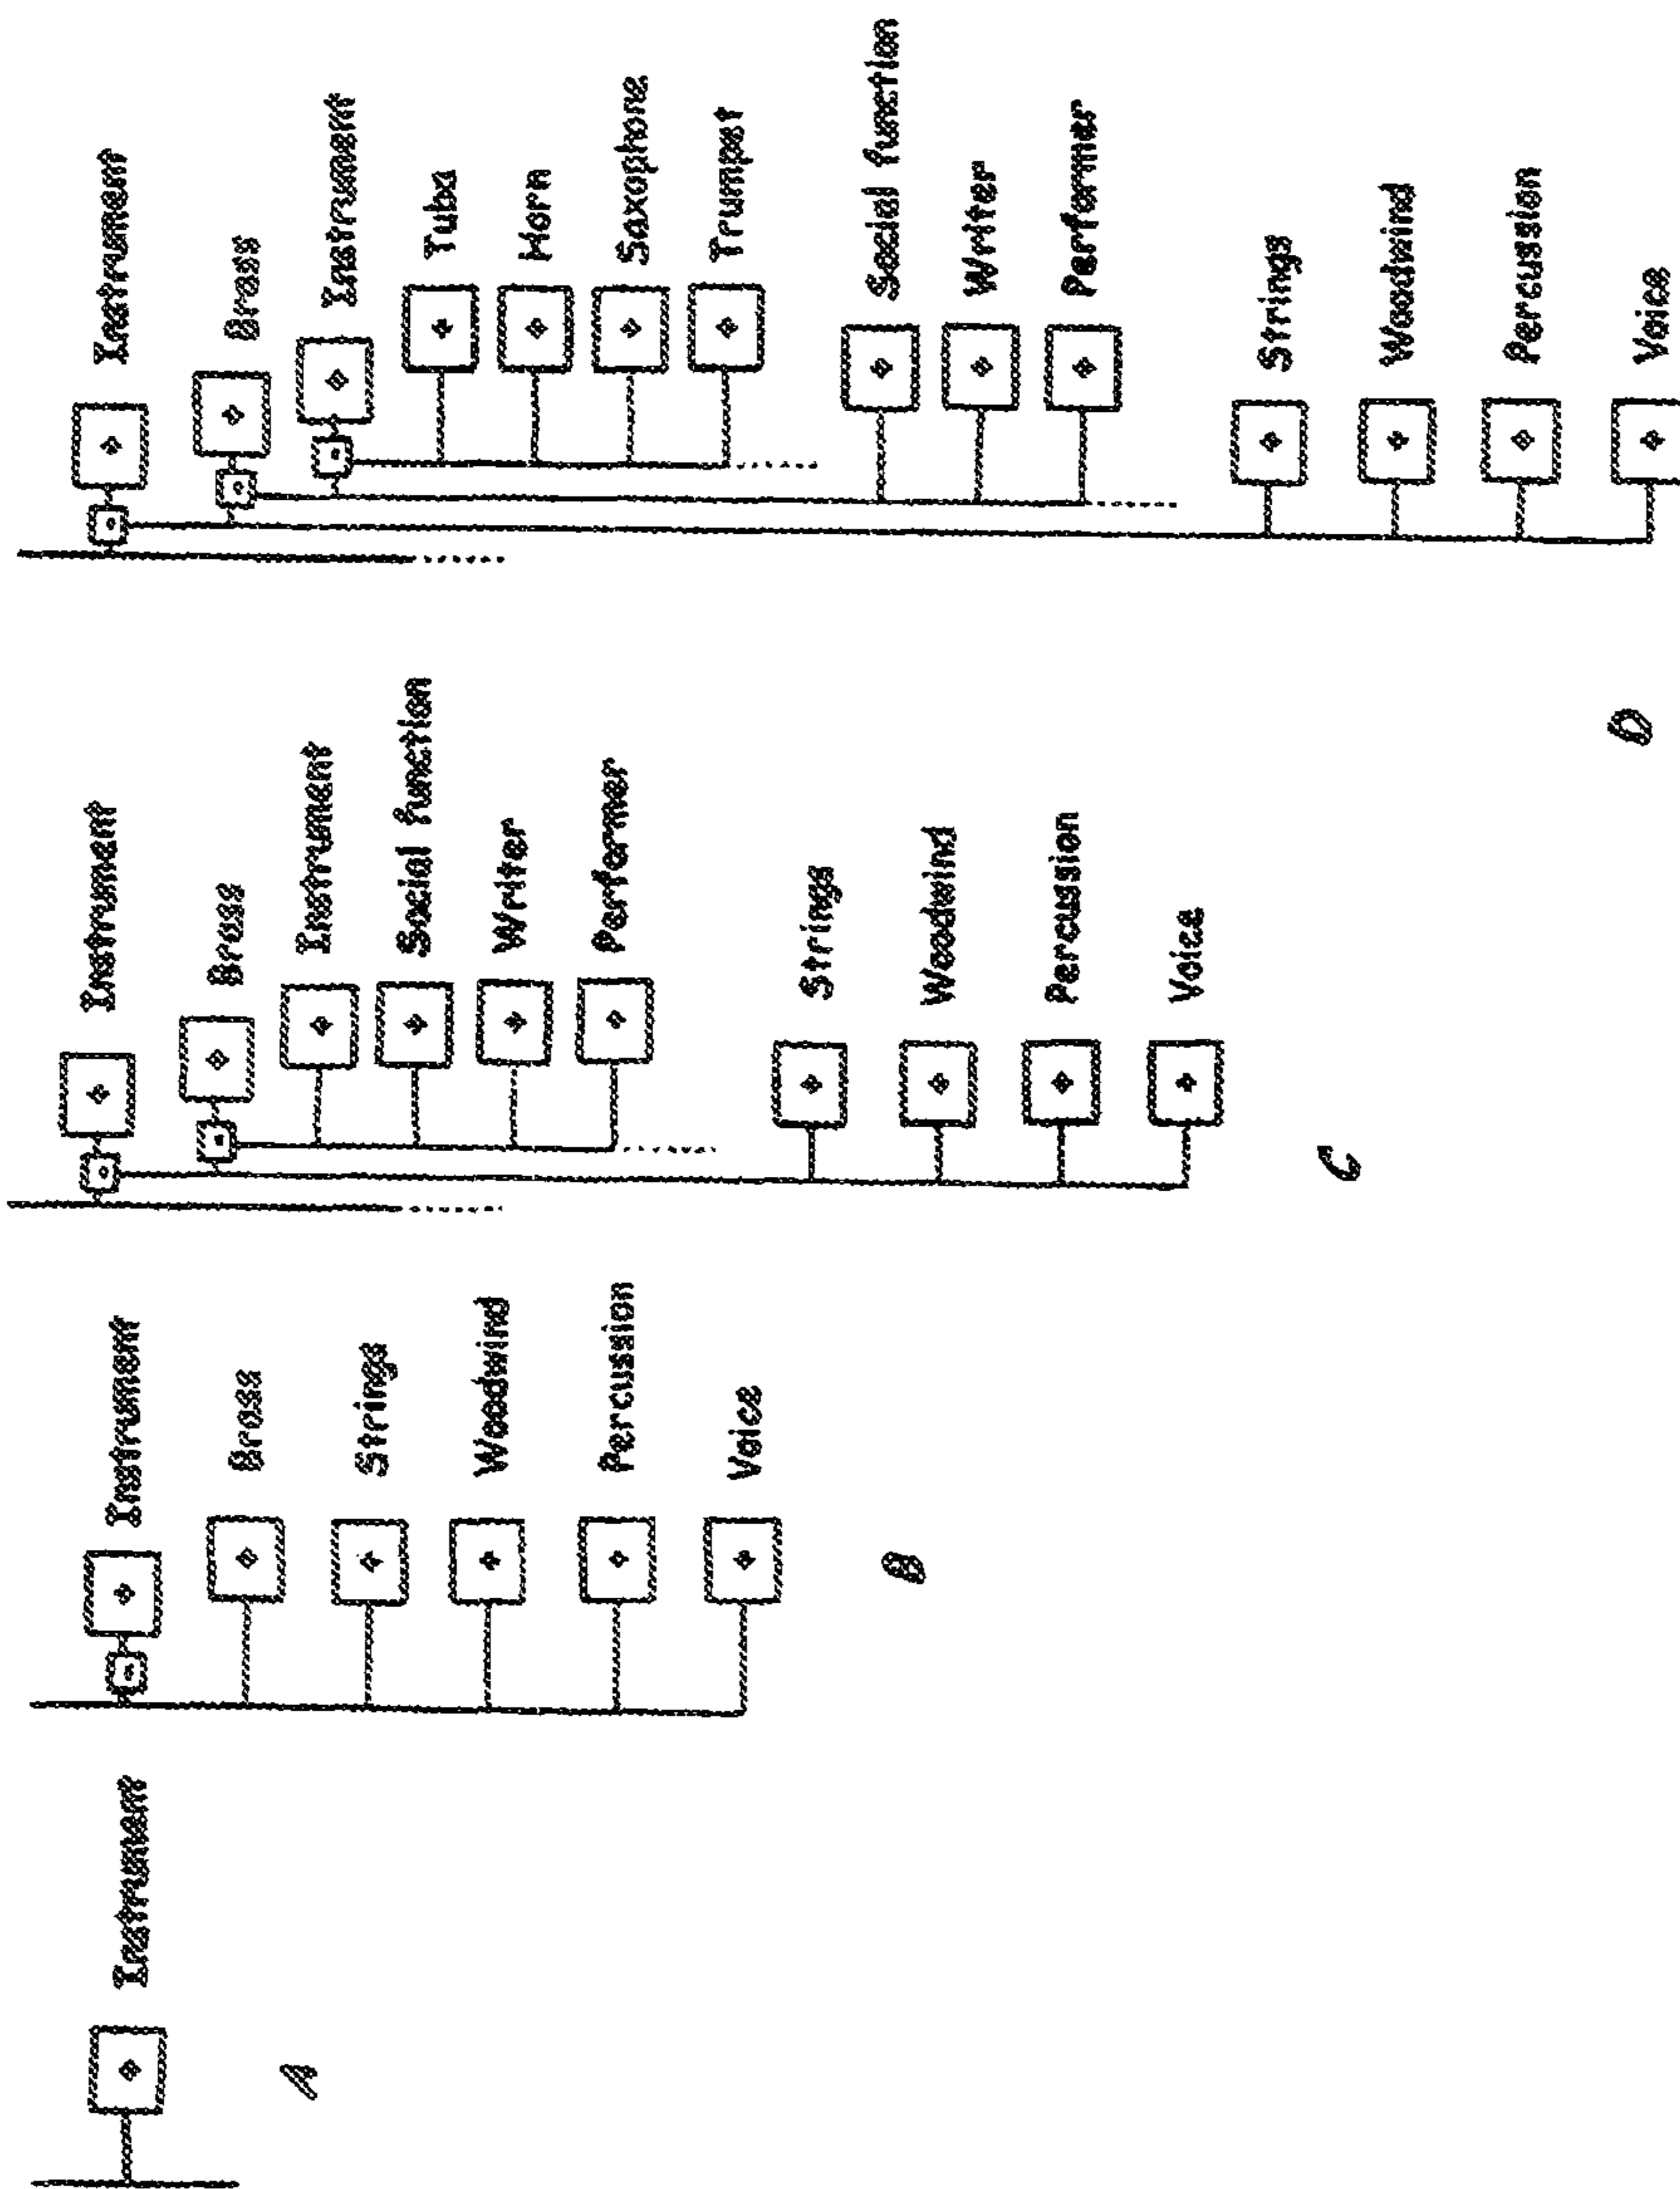 Instrument
A
Instrument
Brass
Strings
Woodwind
Percussion
Voice
B
Instrument
Brass
Instrument
Social function
Writer
Performer
Strings
Woodwind
Percussion
Voice
C
Instrument
Brass
Instrument
Tuba
Horn
Saxophone
Trumpet
Social function
Writer
Performer
Strings
Woodwind
Percussion
Voice
D